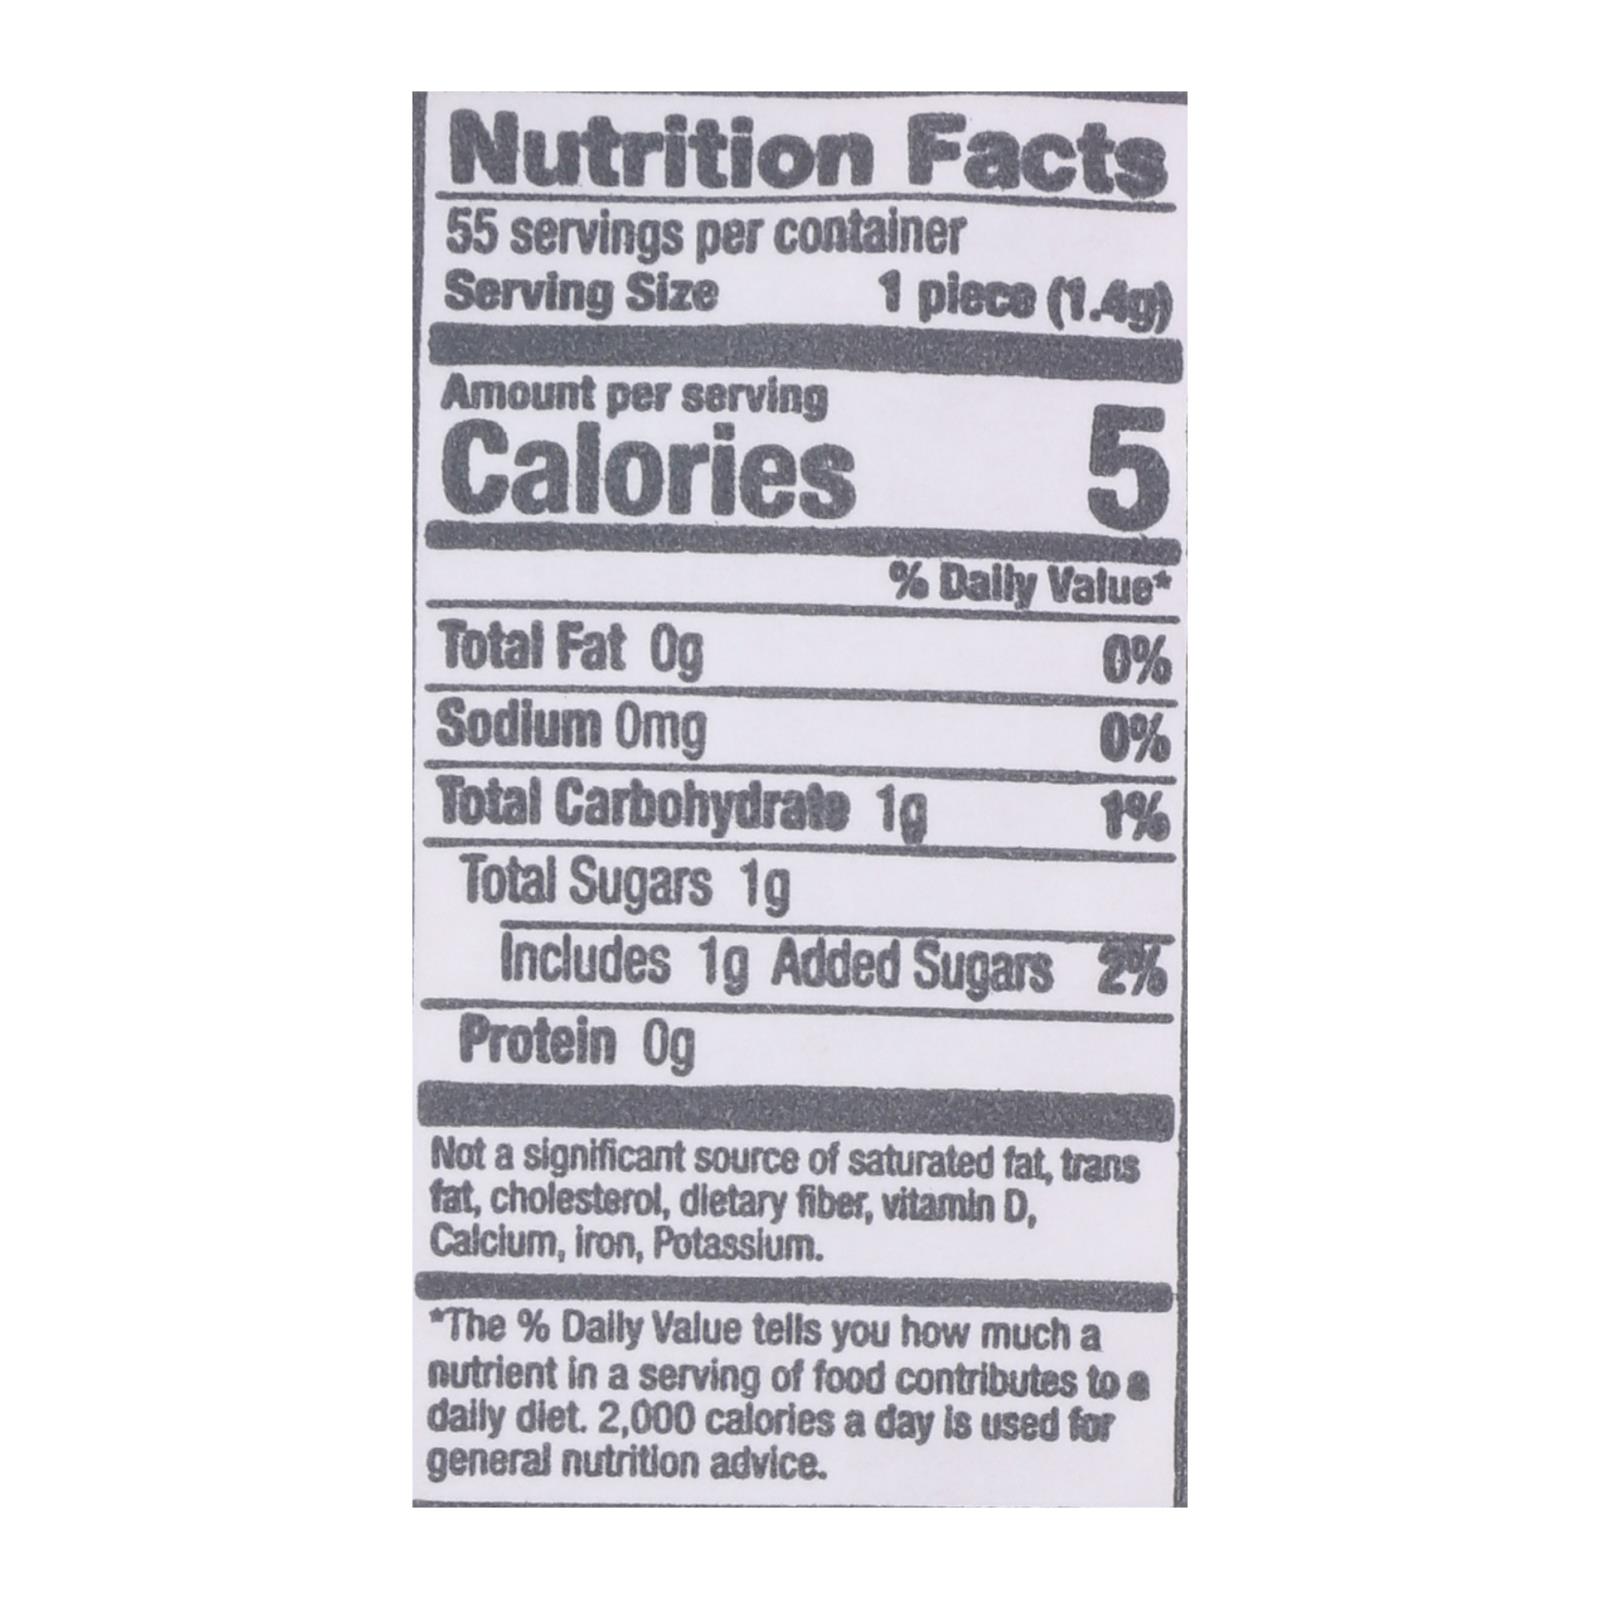 Nutrition Facts
55 servings per container
Serving Size 1 piece (1.4g)
Amount per serving
Calories 5
% Daily Value*
Total Fat 0g 0%
Sodium 0mg 0%
Total Carbohydrate 1g 1%
Total Sugars 1g
Includes 1g Added Sugars 2%
Protein 0g
Not a significant source of saturated fat, trans
fat, cholesterol, dietary fiber, vitamin D,
Calcium, iron, Potassium.
*The % Daily Value tells you how much a
nutrient in a serving of food contributes to a
daily diet. 2,000 calories a day is used for
general nutrition advice.